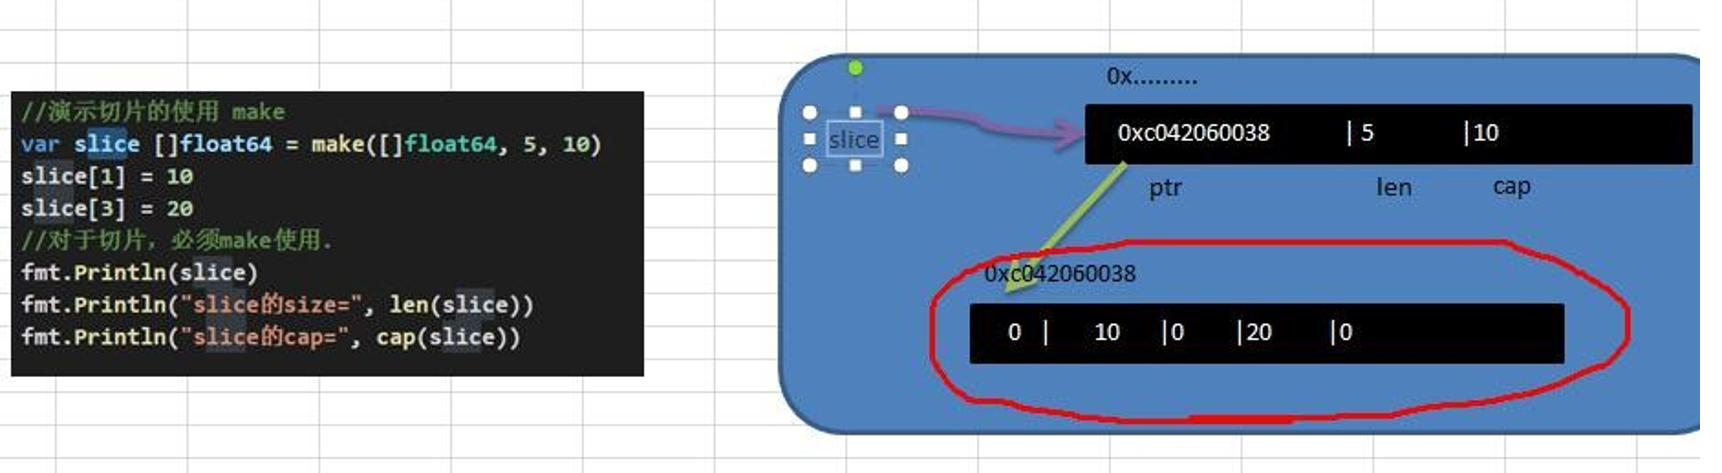 //演示切片的使用 make
var slice []float64 = make([]float64, 5, 10)
slice[1] = 10
slice[3] = 20
//对于切片，必须make使用.
fmt.Println(slice)
fmt.Println("slice的size=", len(slice))
fmt.Println("slice的cap=", cap(slice))
0x.........
slice
0xc042060038 |5 |10
ptr len cap
0xc042060038
0 | 10 |0 |20 |0